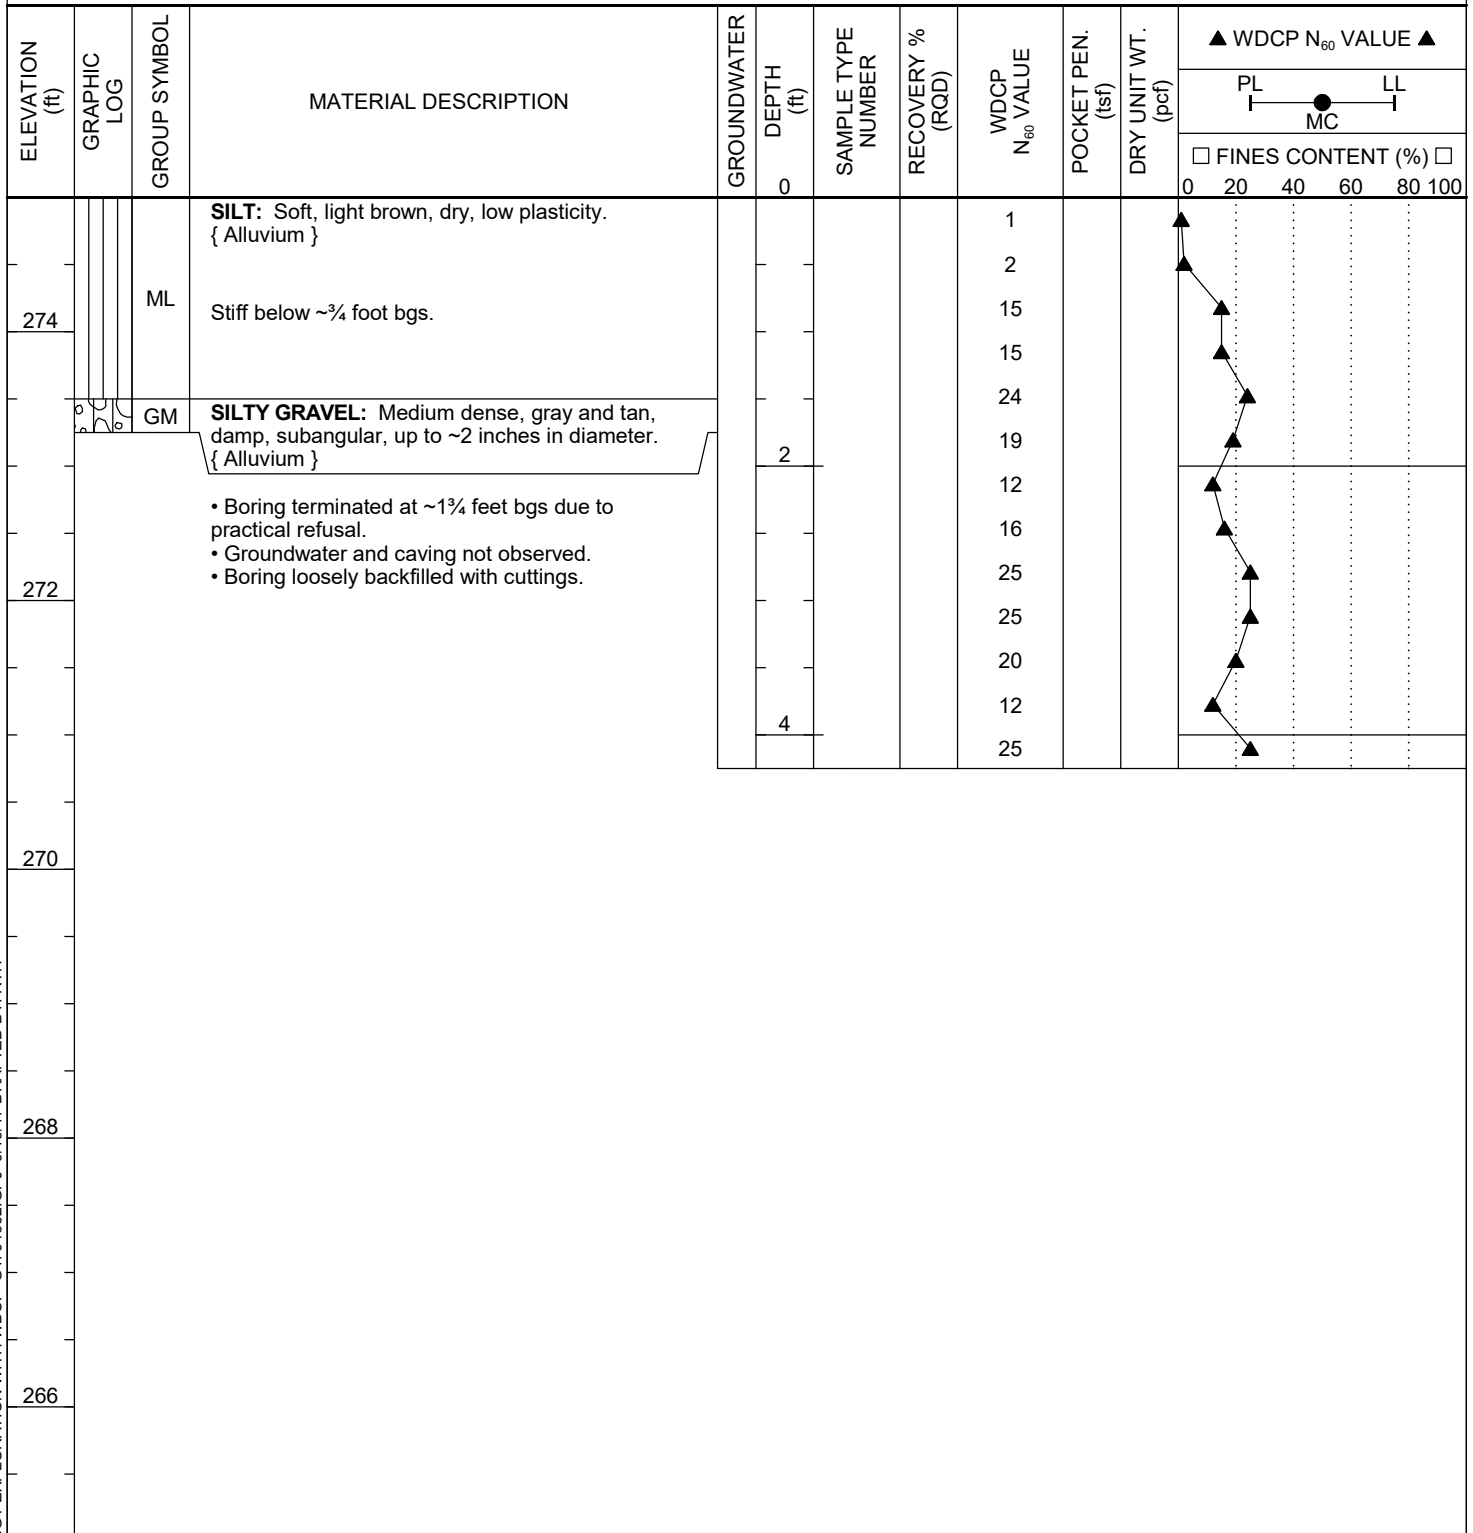 ELEVATION (ft)
GRAPHIC LOG
GROUP SYMBOL
MATERIAL DESCRIPTION
GROUNDWATER
DEPTH (ft)
0
SAMPLE TYPE NUMBER
RECOVERY % (RQD)
WDCP N60 VALUE
POCKET PEN. (tsf)
DRY UNIT WT. (pcf)
▲ WDCP N60 VALUE ▲
PL LL
MC
☐ FINES CONTENT (%) ☐
0 20 40 60 80 100
SILT: Soft, light brown, dry, low plasticity.
{ Alluvium }
ML
Stiff below ~¾ foot bgs.
274
GM
SILTY GRAVEL: Medium dense, gray and tan,
damp, subangular, up to ~2 inches in diameter.
{ Alluvium }
• Boring terminated at ~1¾ feet bgs due to
practical refusal.
• Groundwater and caving not observed.
• Boring loosely backfilled with cuttings.
272
270
268
266
2
4
1
2
15
15
24
19
12
16
25
25
20
12
25